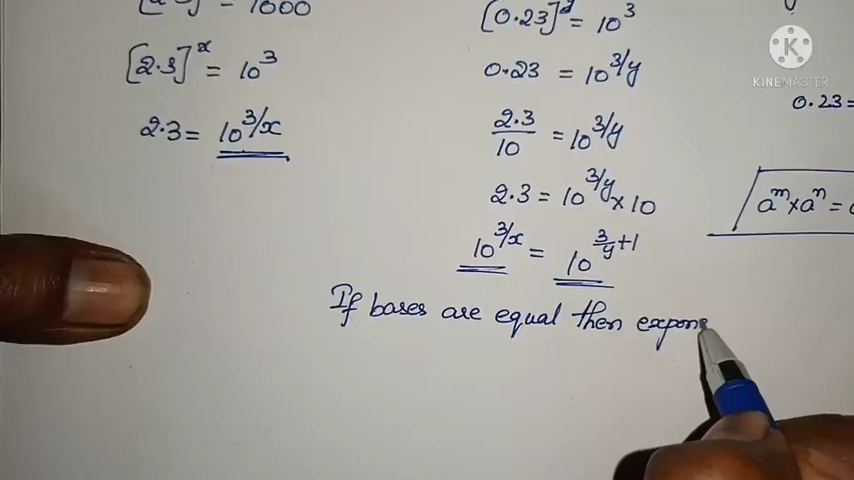 = 1000
[2.3]^x = 10^3
2.3 = 10^3/x
[0.23]^y = 10^3
0.23 = 10^3/y
2.3/10 = 10^3/y
2.3 = 10^3/y × 10
10^3/x = 10^3/y+1
If bases are equal then expone
KINEMASTER
0.23=
a^m × a^n =